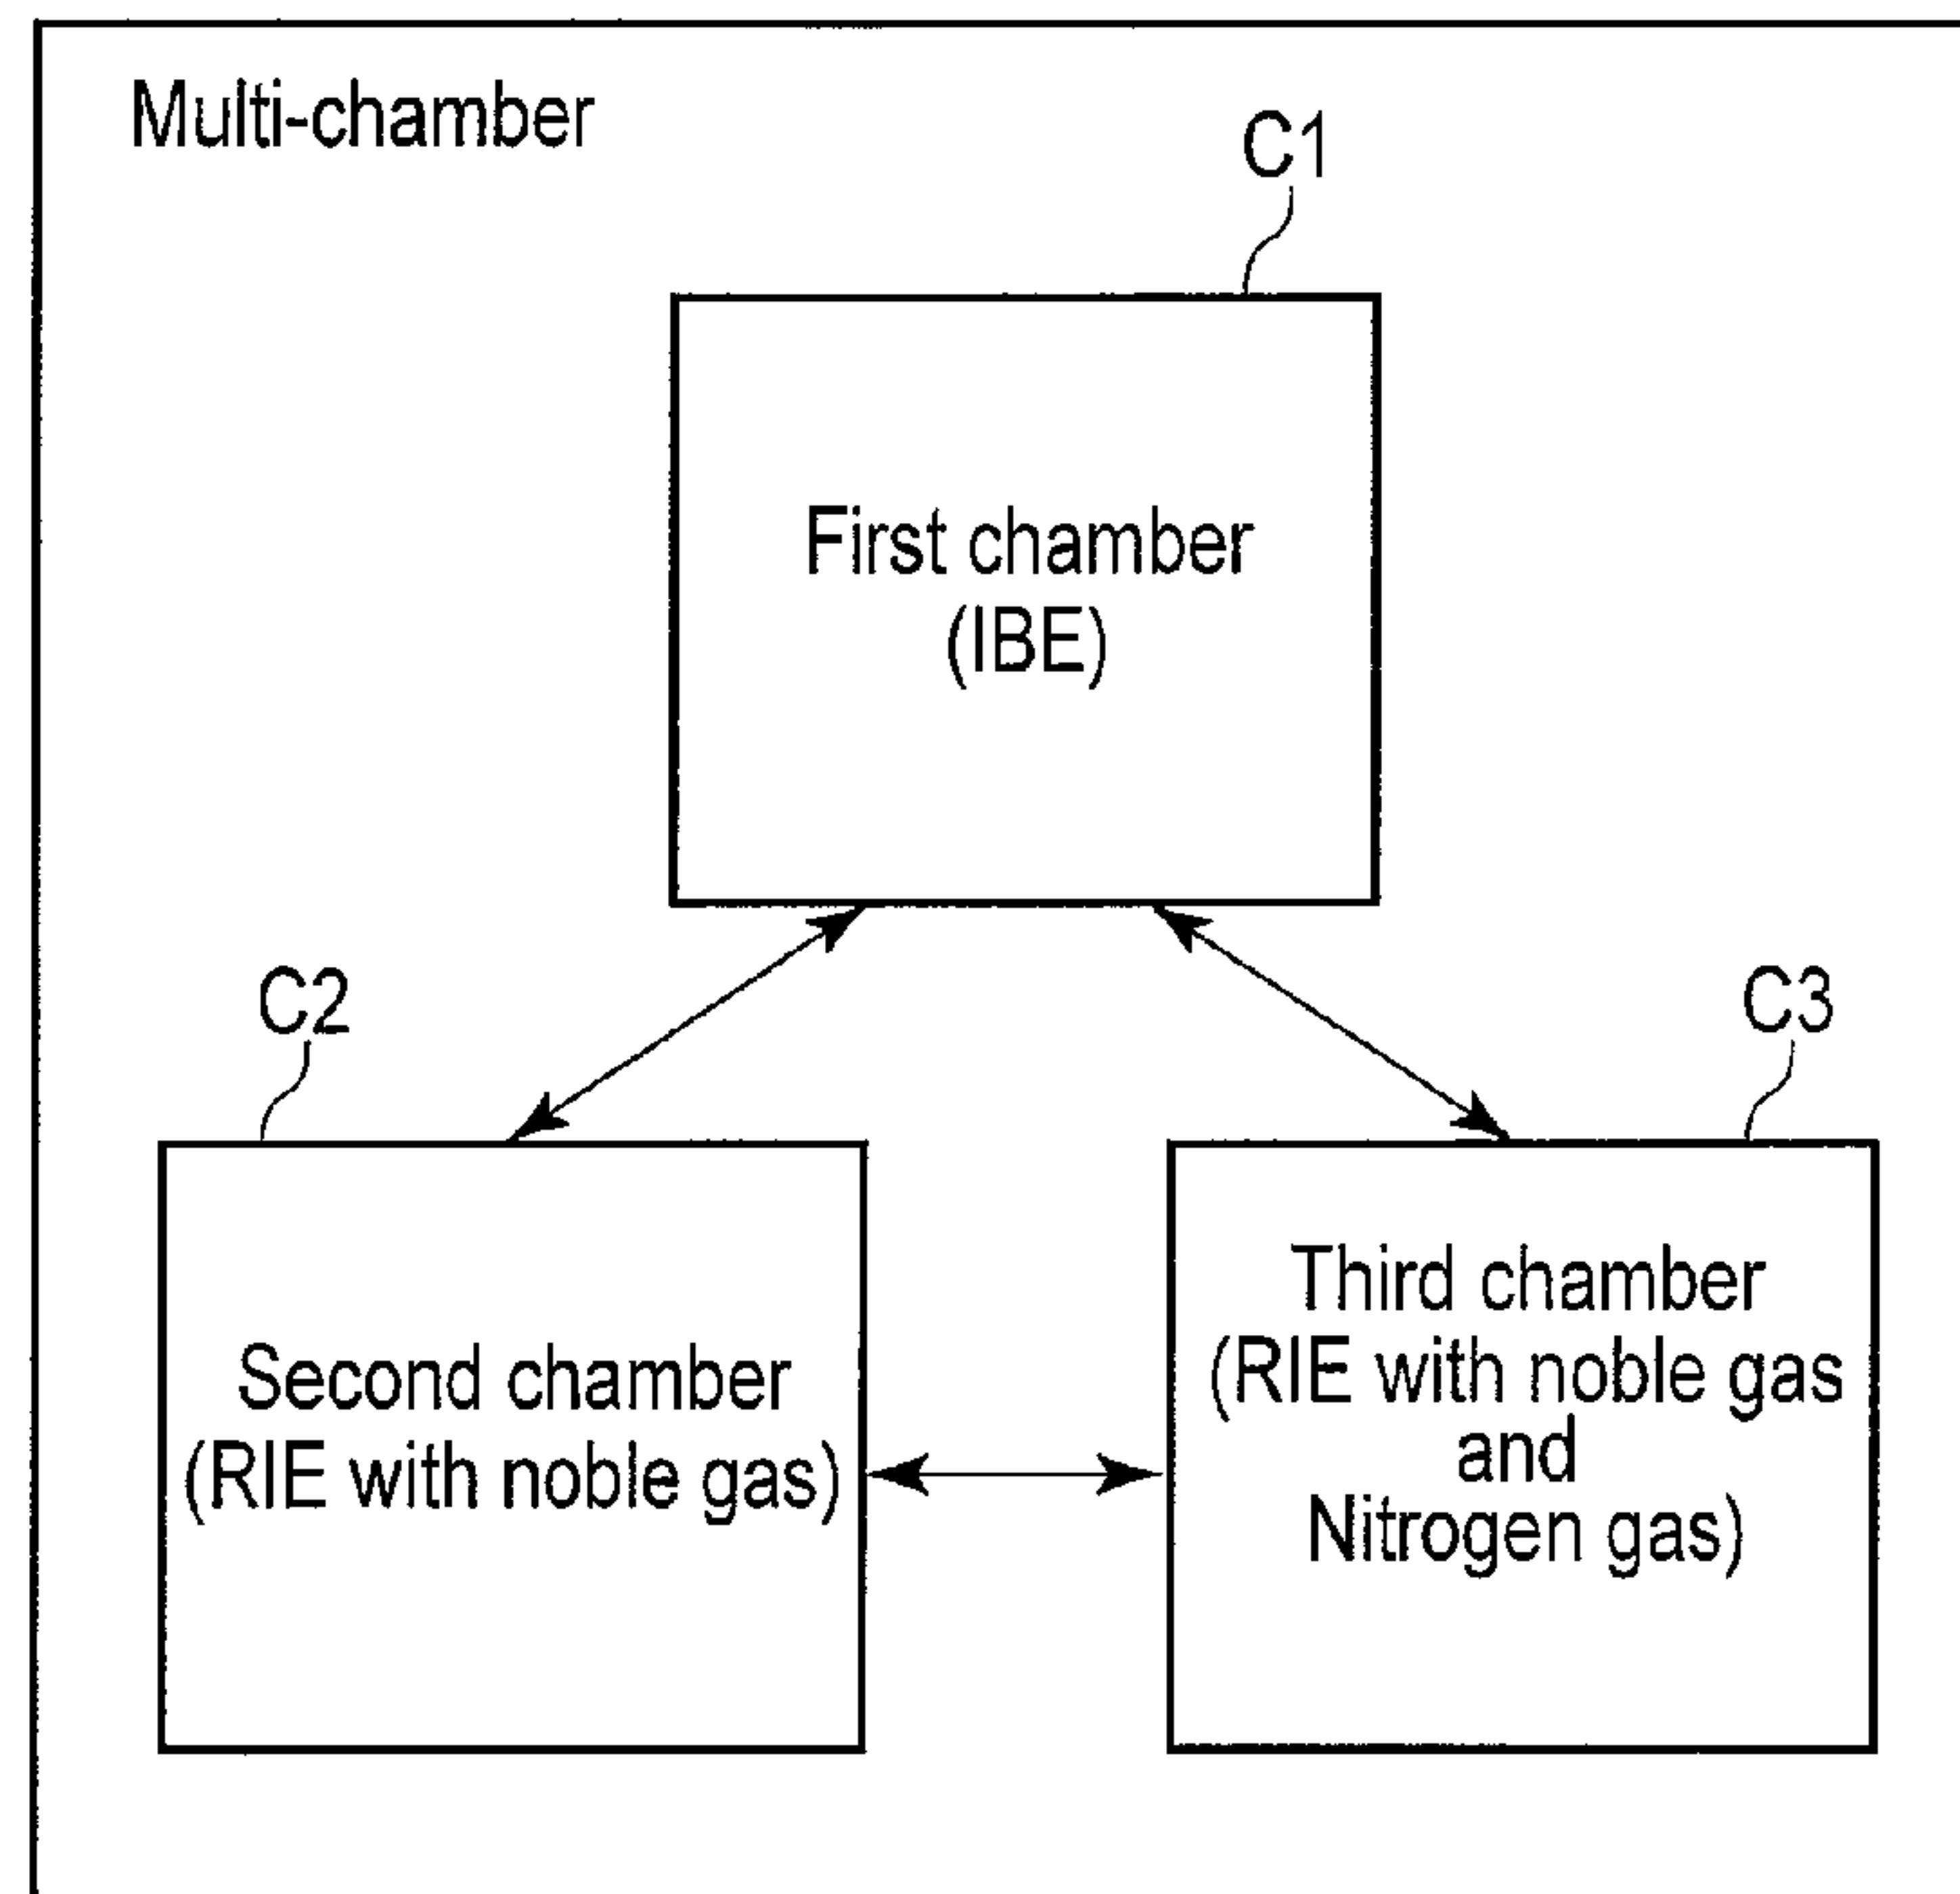 Multi-chamber
C1
First chamber
(IBE)
C2
C3
Second chamber
(RIE with noble gas)
Third chamber
(RIE with noble gas
and
Nitrogen gas)